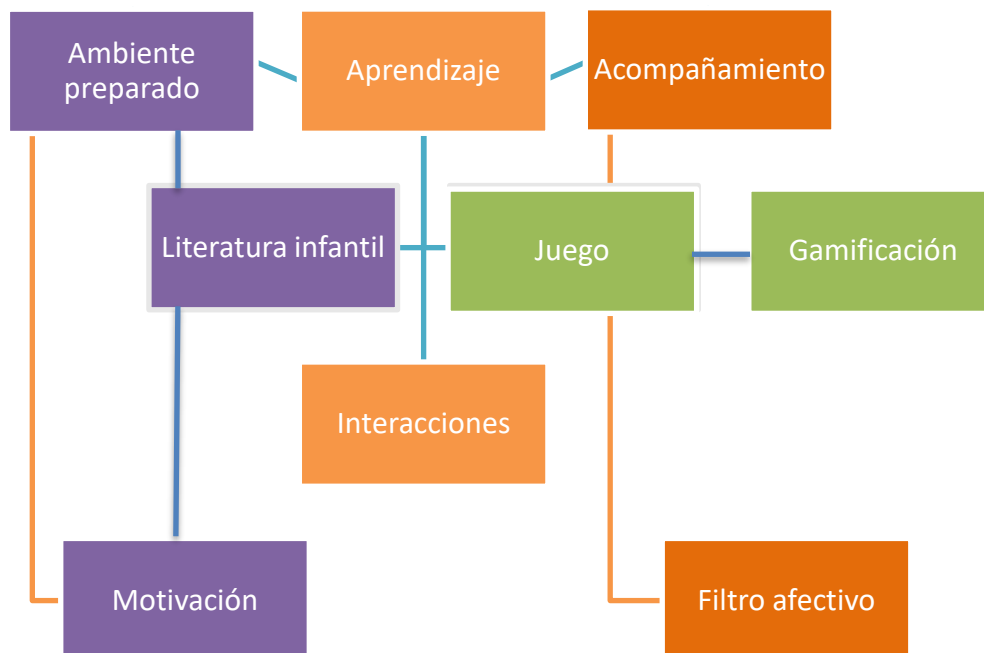 Ambiente
preparado
Aprendizaje
Acompañamiento
Literatura infantil
Juego
Gamificación
Interacciones
Motivación
Filtro afectivo